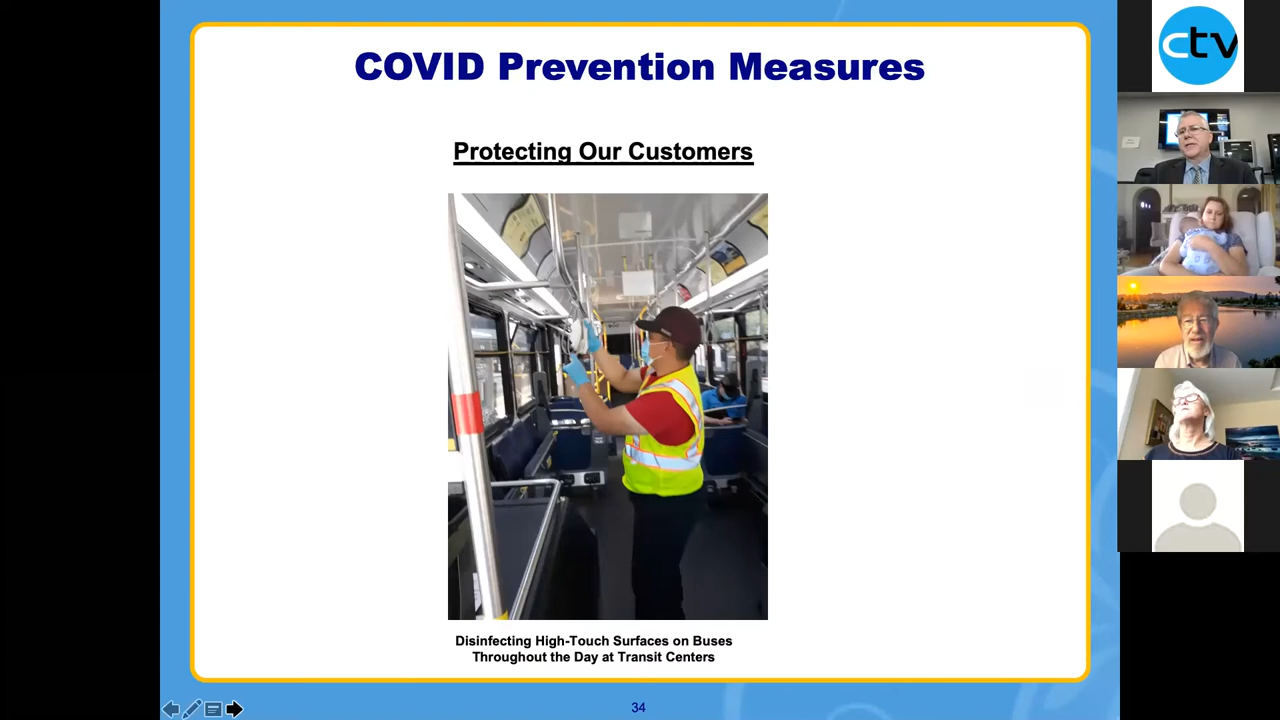 COVID Prevention Measures
Protecting Our Customers
Disinfecting High-Touch Surfaces on Buses
Throughout the Day at Transit Centers
34
ctv